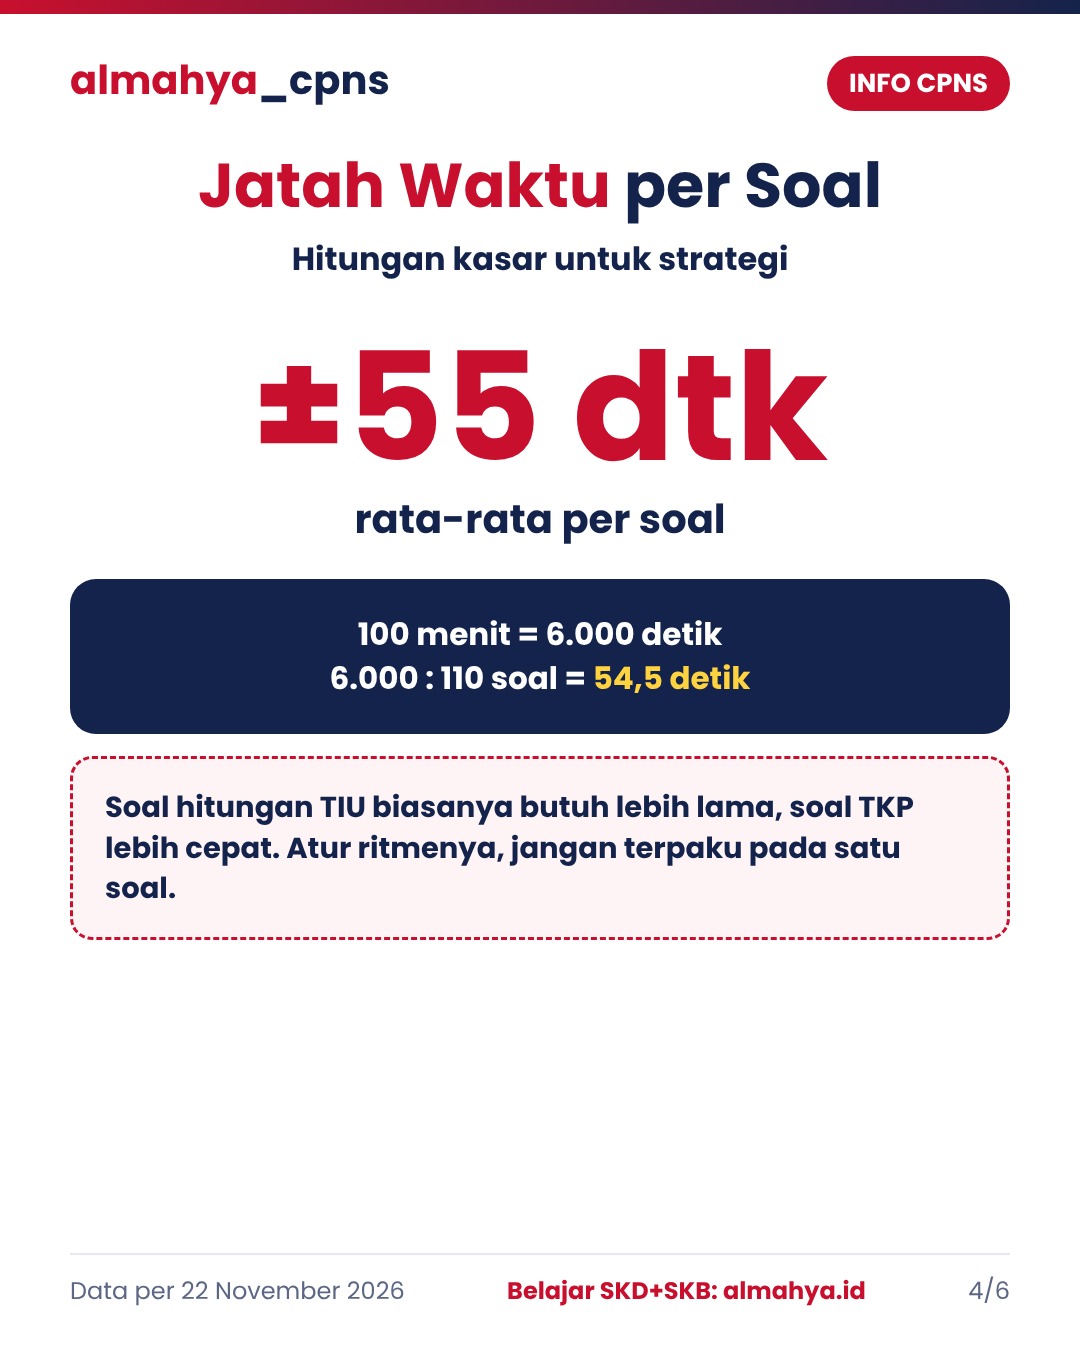 almahya_cpns
INFO CPNS
Jatah Waktu per Soal
Hitungan kasar untuk strategi
±55 dtk
rata-rata per soal
100 menit = 6.000 detik
6.000 : 110 soal = 54,5 detik
Soal hitungan TIU biasanya butuh lebih lama, soal TKP
lebih cepat. Atur ritmenya, jangan terpaku pada satu
soal.
Data per 22 November 2026
Belajar SKD+SKB: almahya.id
4/6